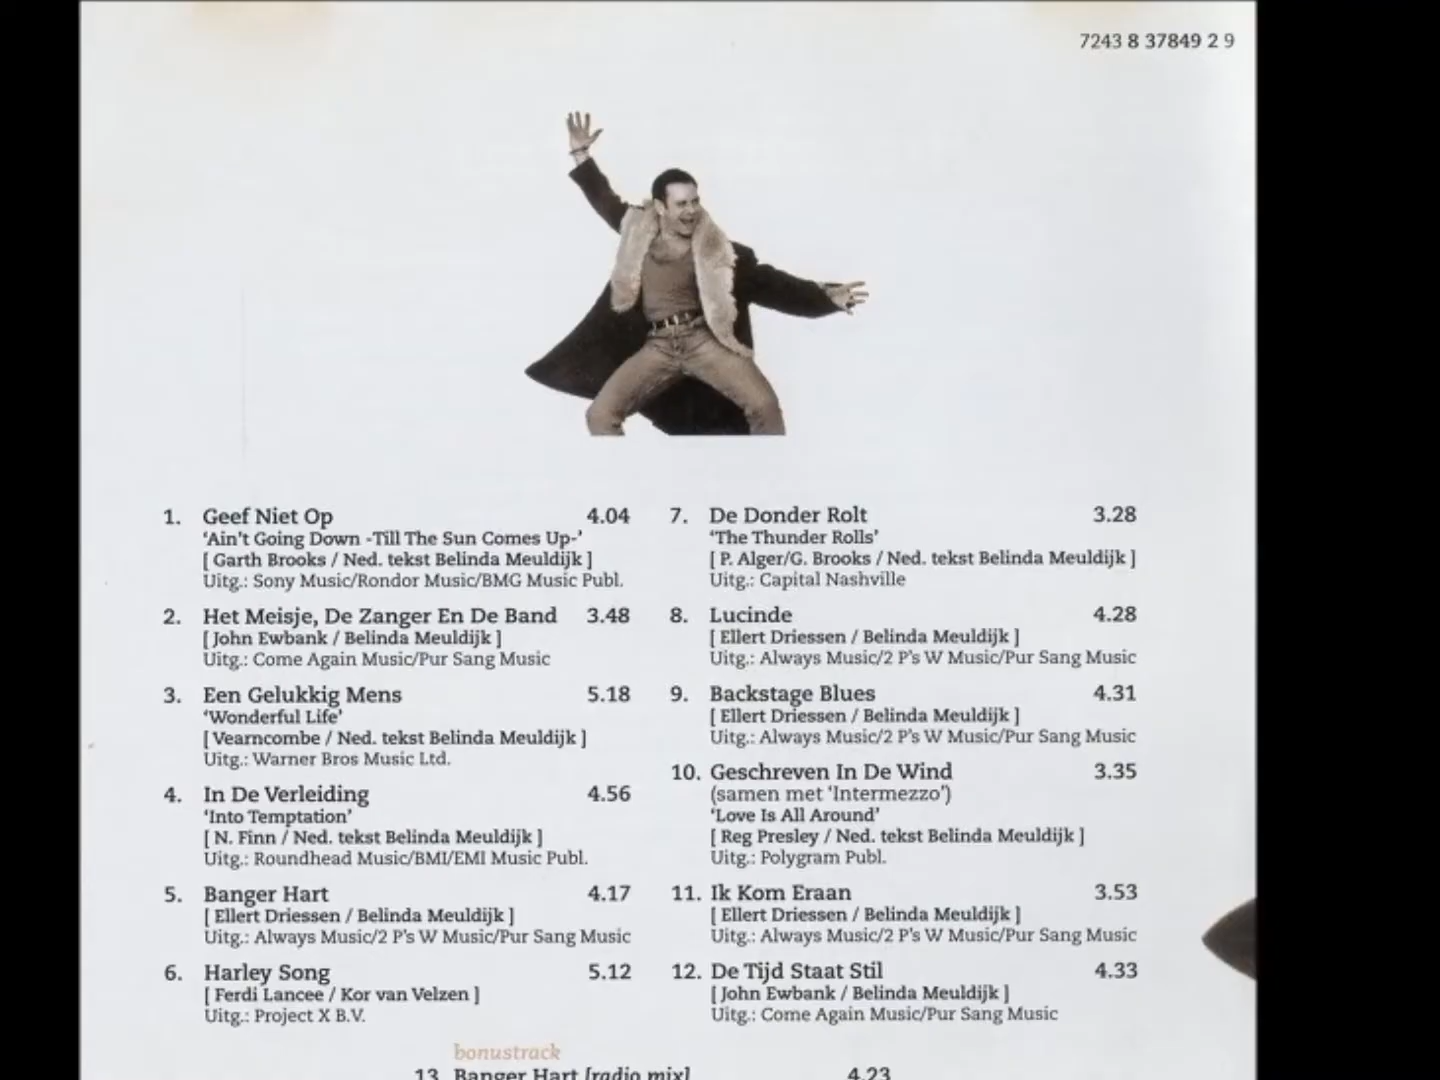 7243 8 37849 2 9
1. Geef Niet Op 4.04
'Ain't Going Down -Till The Sun Comes Up-'
[ Garth Brooks / Ned. tekst Belinda Meuldijk ]
Uitg.: Sony Music/Rondor Music/BMG Music Publ.
2. Het Meisje, De Zanger En De Band 3.48
[ John Ewbank / Belinda Meuldijk ]
Uitg.: Come Again Music/Pur Sang Music
3. Een Gelukkig Mens 5.18
'Wonderful Life'
[ Vearncombe / Ned. tekst Belinda Meuldijk ]
Uitg.: Warner Bros Music Ltd.
4. In De Verleiding 4.56
'Into Temptation'
[ N. Finn / Ned. tekst Belinda Meuldijk ]
Uitg.: Roundhead Music/BMI/EMI Music Publ.
5. Banger Hart 4.17
[ Ellert Driessen / Belinda Meuldijk ]
Uitg.: Always Music/2 P's W Music/Pur Sang Music
6. Harley Song 5.12
[ Ferdi Lancee / Kor van Velzen ]
Uitg.: Project X B.V.
7. De Donder Rolt 3.28
'The Thunder Rolls'
[ P. Alger/G. Brooks / Ned. tekst Belinda Meuldijk ]
Uitg.: Capital Nashville
8. Lucinde 4.28
[ Ellert Driessen / Belinda Meuldijk ]
Uitg.: Always Music/2 P's W Music/Pur Sang Music
9. Backstage Blues 4.31
[ Ellert Driessen / Belinda Meuldijk ]
Uitg.: Always Music/2 P's W Music/Pur Sang Music
10. Geschreven In De Wind 3.35
(samen met 'Intermezzo')
'Love Is All Around'
[ Reg Presley / Ned. tekst Belinda Meuldijk ]
Uitg.: Polygram Publ.
11. Ik Kom Eraan 3.53
[ Ellert Driessen / Belinda Meuldijk ]
Uitg.: Always Music/2 P's W Music/Pur Sang Music
12. De Tijd Staat Stil 4.33
[ John Ewbank / Belinda Meuldijk ]
Uitg.: Come Again Music/Pur Sang Music
bonustrack
13. Banger Hart [radio mix] 4.23